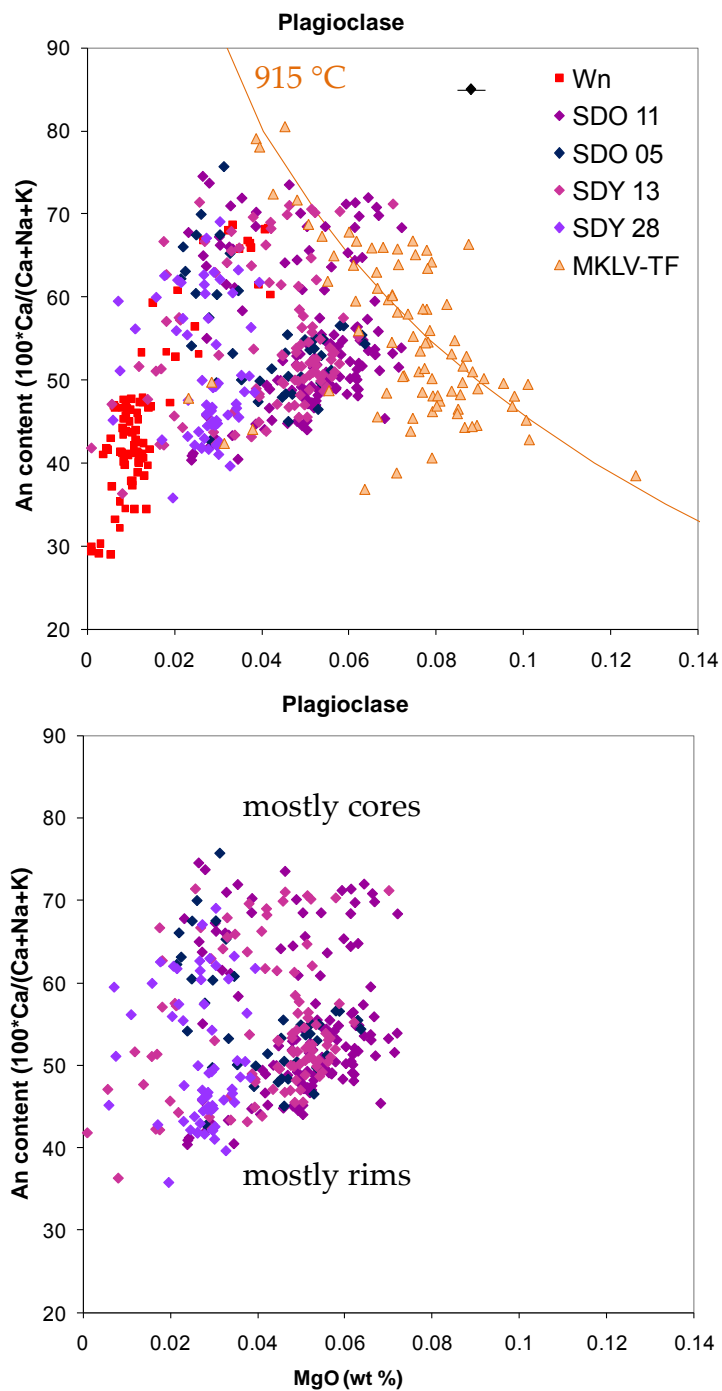 Plagioclase
An content (100*Ca/(Ca+Na+K)
90
80
70
60
50
40
30
20
915 °C
Wn
SDO 11
SDO 05
SDY 13
SDY 28
MKLV-TF
0 0.02 0.04 0.06 0.08 0.1 0.12 0.14
Plagioclase
An content (100*Ca/(Ca+Na+K)
90
80
70
60
50
40
30
20
mostly cores
mostly rims
0 0.02 0.04 0.06 0.08 0.1 0.12 0.14
MgO (wt %)